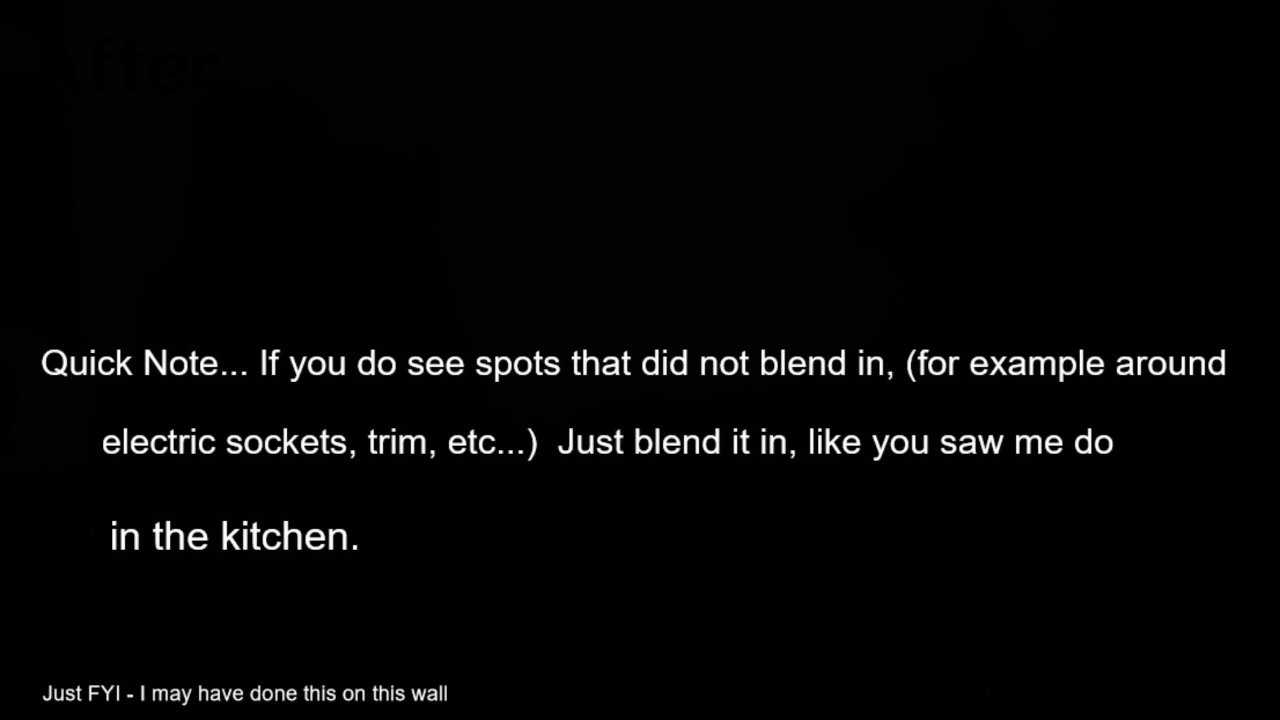 After
Quick Note... If you do see spots that did not blend in, (for example around
electric sockets, trim, etc...)  Just blend it in, like you saw me do
in the kitchen.
Just FYI - I may have done this on this wall